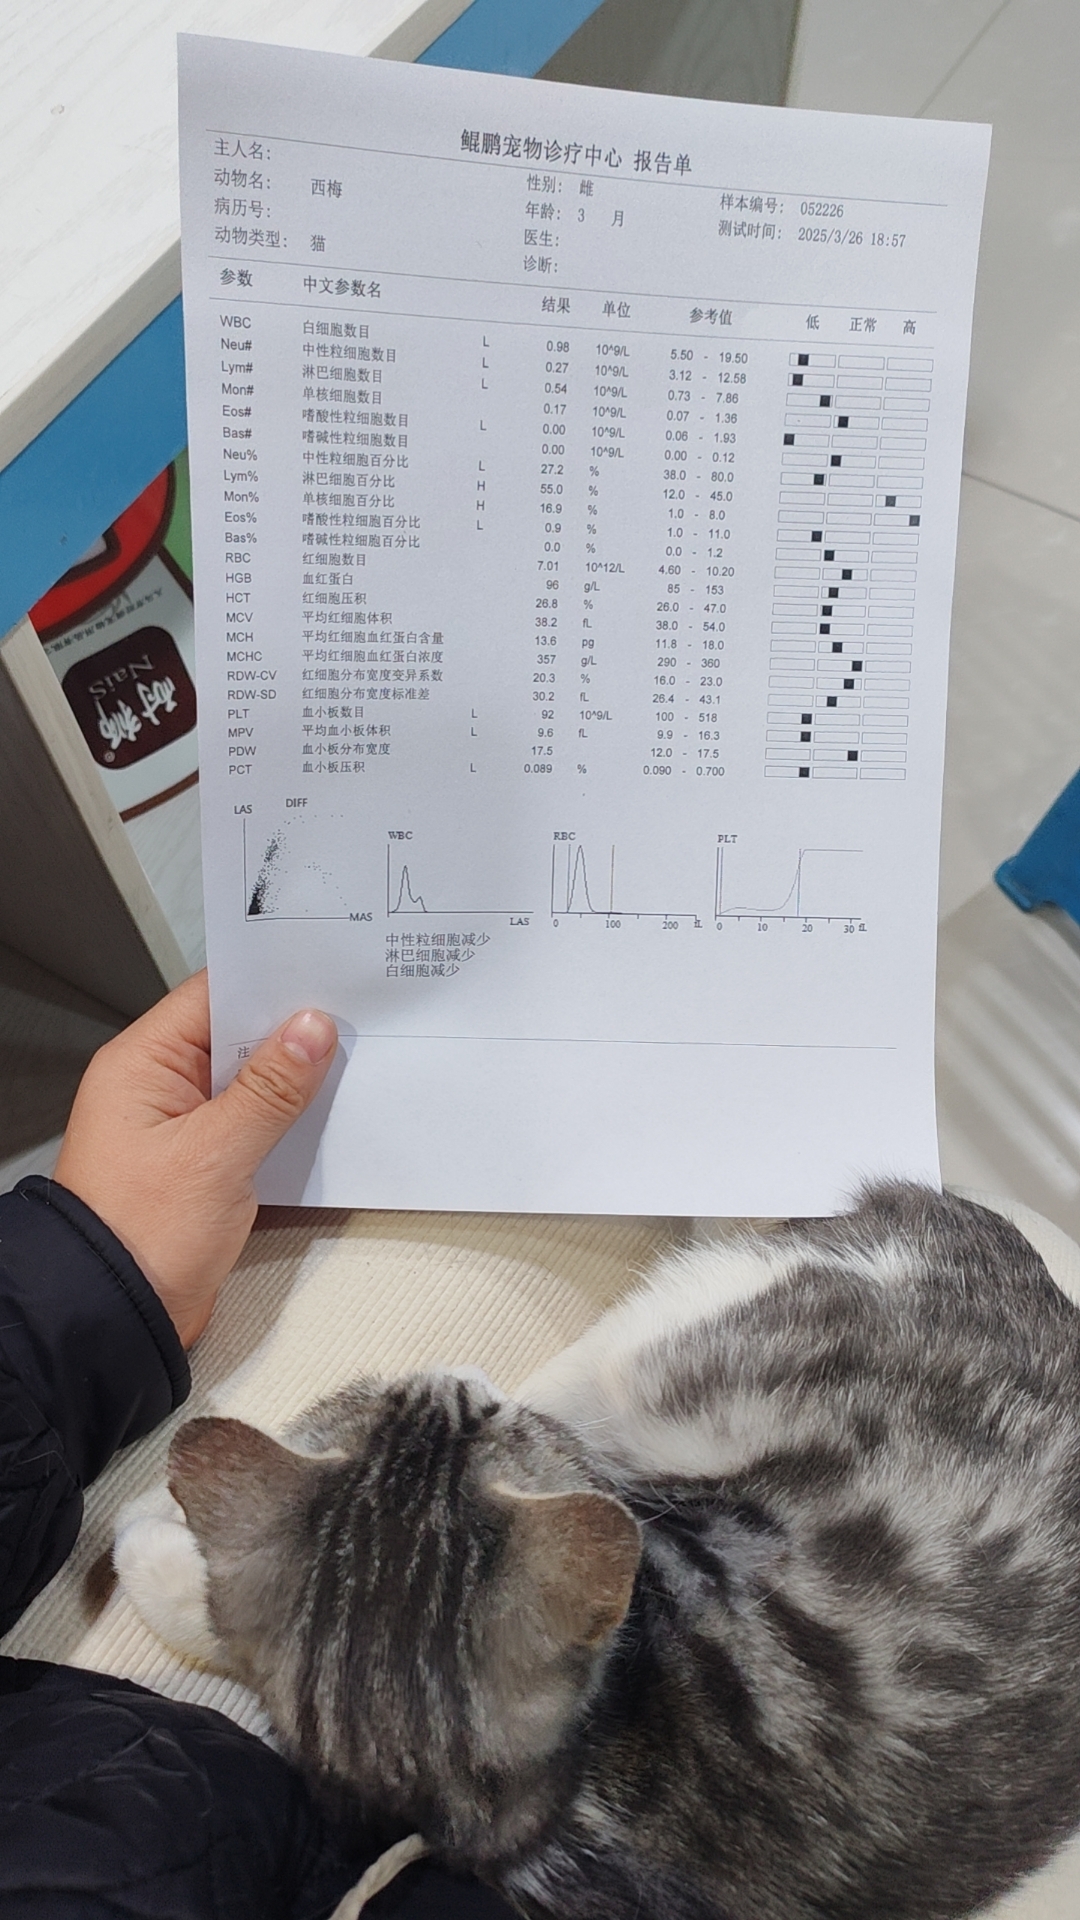 鲲鹏宠物诊疗中心 报告单
主人名:
动物名: 西梅 性别: 雌 样本编号: 052226
病历号: 年龄: 3 月 测试时间: 2025/3/26 18:57
动物类型: 猫 医生:
诊断:
参数 中文参数名 结果 单位 参考值 低 正常 高
WBC 白细胞数目 L 0.98 10^9/L 5.50 - 19.50
Neu# 中性粒细胞数目 L 0.27 10^9/L 3.12 - 12.58
Lym# 淋巴细胞数目 L 0.54 10^9/L 0.73 - 7.86
Mon# 单核细胞数目 0.17 10^9/L 0.07 - 1.36
Eos# 嗜酸性粒细胞数目 L 0.00 10^9/L 0.06 - 1.93
Bas# 嗜碱性粒细胞数目 0.00 10^9/L 0.00 - 0.12
Neu% 中性粒细胞百分比 L 27.2 % 38.0 - 80.0
Lym% 淋巴细胞百分比 H 55.0 % 12.0 - 45.0
Mon% 单核细胞百分比 H 16.9 % 1.0 - 8.0
Eos% 嗜酸性粒细胞百分比 L 0.9 % 1.0 - 11.0
Bas% 嗜碱性粒细胞百分比 0.0 % 0.0 - 1.2
RBC 红细胞数目 7.01 10^12/L 4.60 - 10.20
HGB 血红蛋白 96 g/L 85 - 153
HCT 红细胞压积 26.8 % 26.0 - 47.0
MCV 平均红细胞体积 38.2 fL 38.0 - 54.0
MCH 平均红细胞血红蛋白含量 13.6 pg 11.8 - 18.0
MCHC 平均红细胞血红蛋白浓度 357 g/L 290 - 360
RDW-CV 红细胞分布宽度变异系数 20.3 % 16.0 - 23.0
RDW-SD 红细胞分布宽度标准差 30.2 fL 26.4 - 43.1
PLT 血小板数目 L 92 10^9/L 100 - 518
MPV 平均血小板体积 L 9.6 fL 9.9 - 16.3
PDW 血小板分布宽度 17.5 12.0 - 17.5
PCT 血小板压积 L 0.089 % 0.090 - 0.700
LAS DIFF MAS
WBC LAS
RBC 0 100 200 fL
PLT 0 10 20 30 fL
中性粒细胞减少
淋巴细胞减少
白细胞减少
注
NaiS
耐狮®